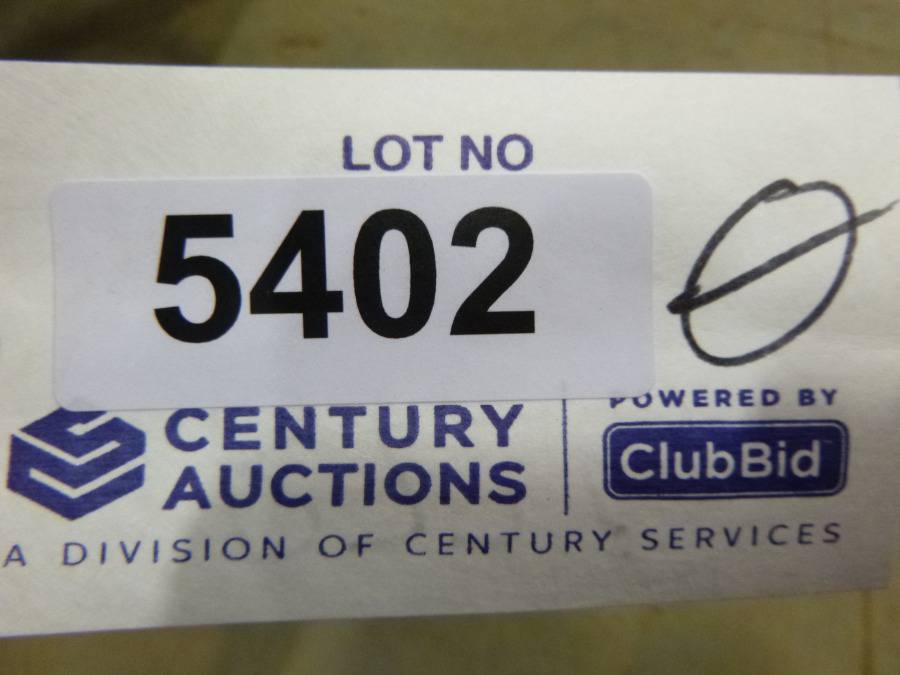 LOT NO
5402
Ø
CENTURY
AUCTIONS
POWERED BY
ClubBid
A DIVISION OF CENTURY SERVICES